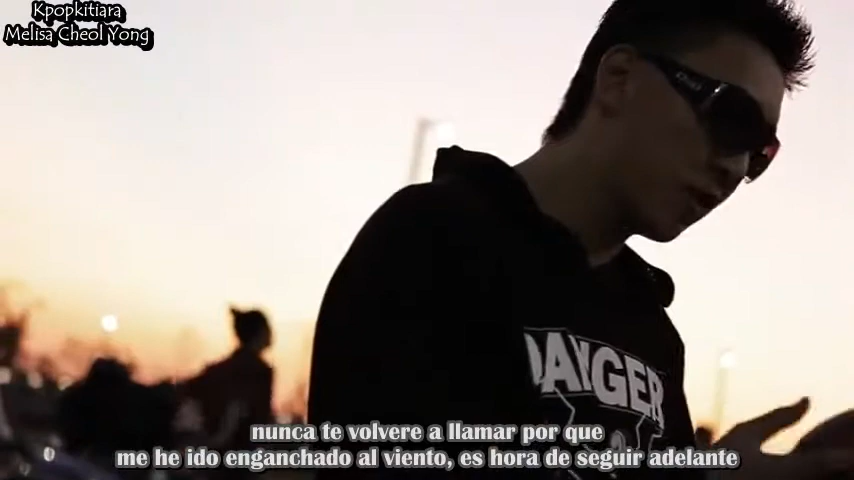 Kpopkitiara
Melisa Cheol Yong
DANGER
nunca te volvere a llamar por que
me he ido enganchado al viento, es hora de seguir adelante